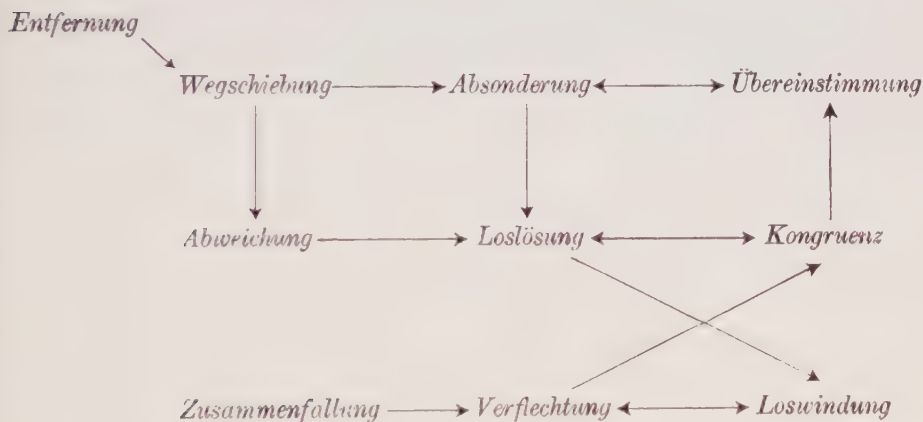 Entfernung
Wegschiebung Absonderung Übereinstimmung
Abweichung Loslösung Kongruenz
Zusammenfallung Verflechtung Loswindung